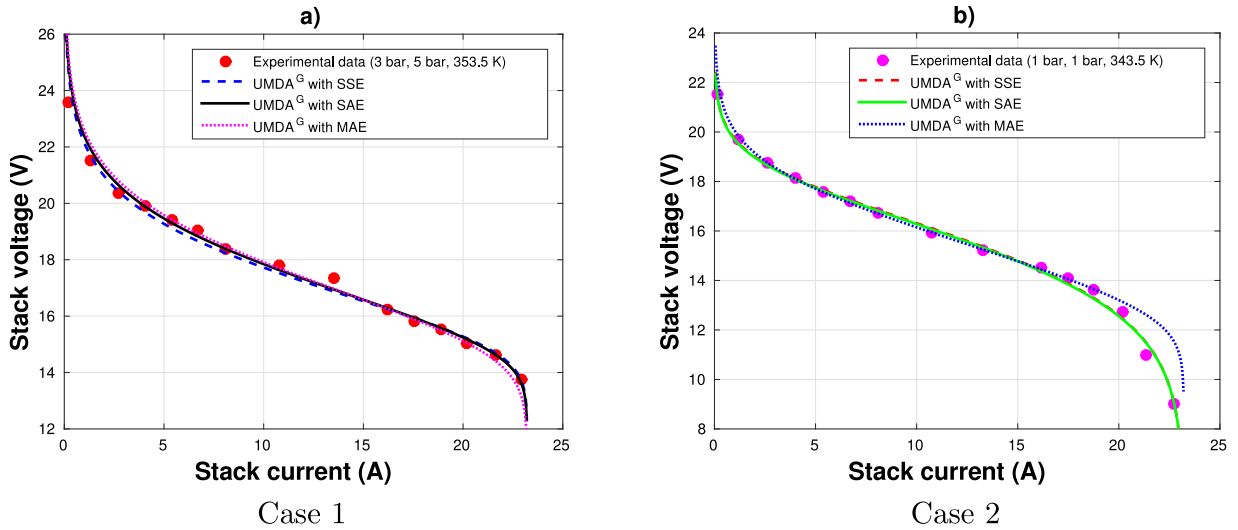 a)
26
24
22
20
18
16
14
12
0
5
10
15
20
25
Stack voltage (V)
Stack current (A)
Experimental data (3 bar, 5 bar, 353.5 K)
UMDA G with SSE
UMDA G with SAE
UMDA G with MAE
Case 1
b)
24
22
20
18
16
14
12
10
8
0
5
10
15
20
25
Stack voltage (V)
Stack current (A)
Experimental data (1 bar, 1 bar, 343.5 K)
UMDA G with SSE
UMDA G with SAE
UMDA G with MAE
Case 2